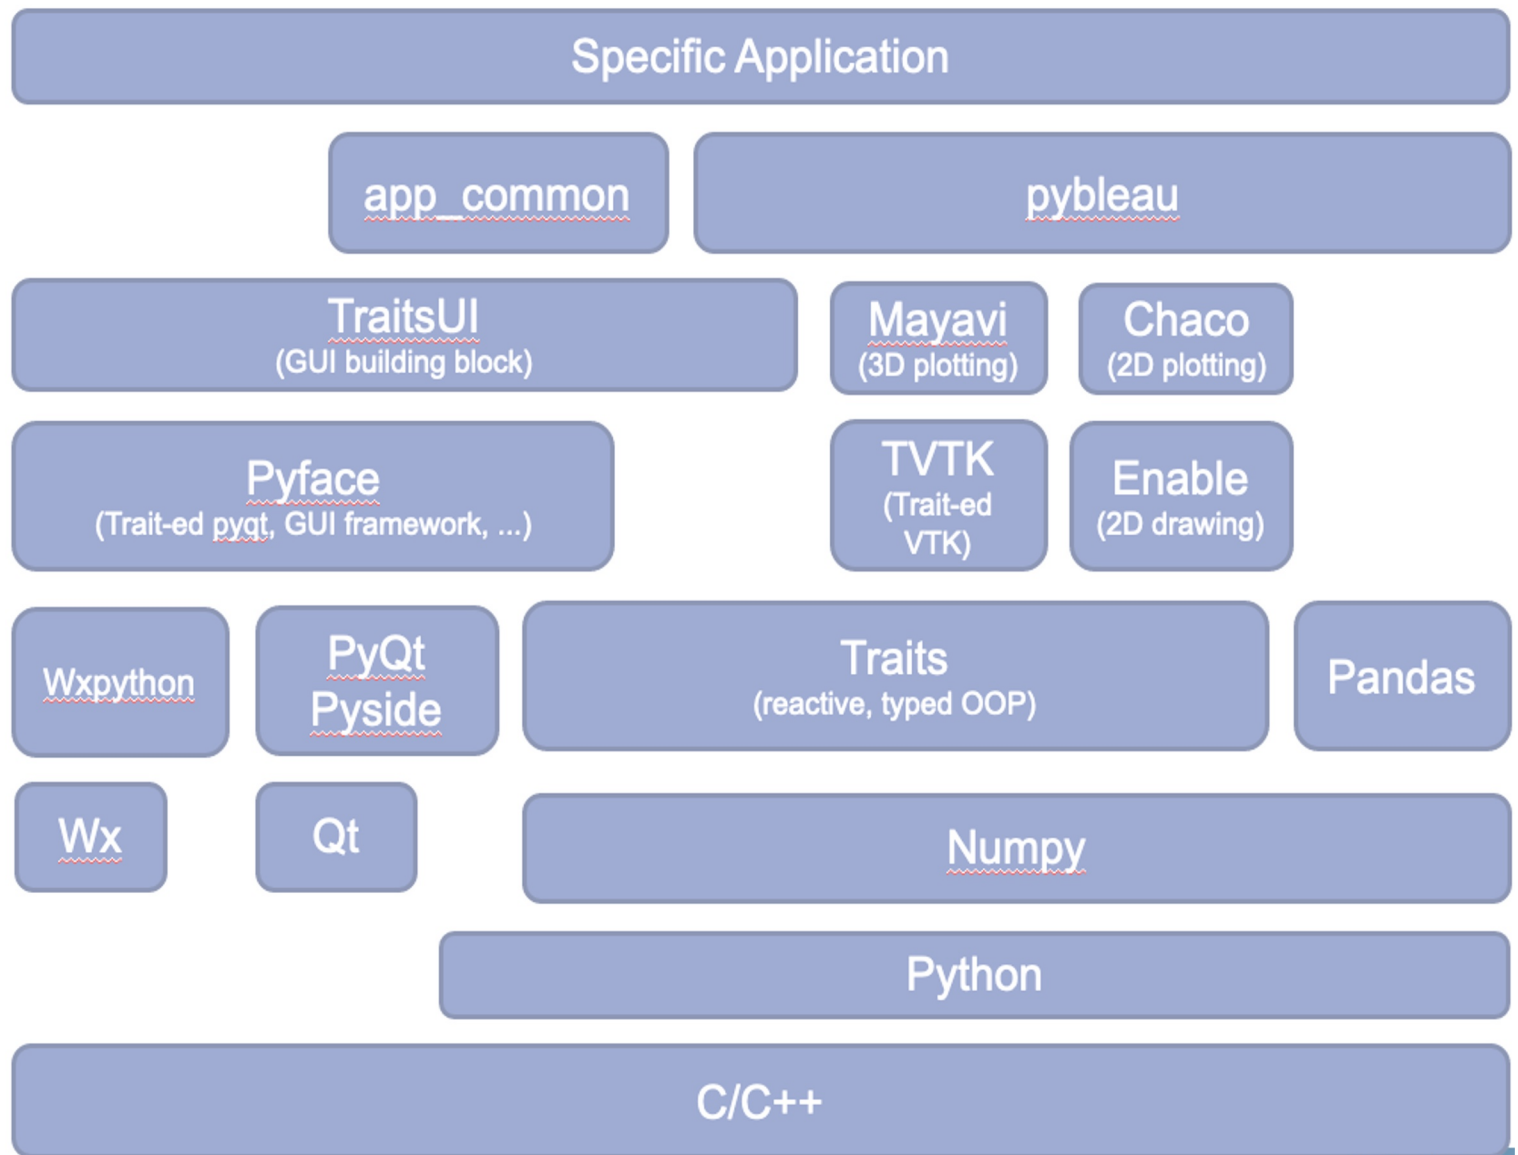 Specific Application
app_common
pybleau
TraitsUI
(GUI building block)
Mayavi
(3D plotting)
Chaco
(2D plotting)
Pyface
(Trait-ed pyqt, GUI framework, ...)
TVTK
(Trait-ed
VTK)
Enable
(2D drawing)
Wxpython
PyQt
Pyside
Traits
(reactive, typed OOP)
Pandas
Wx
Qt
Numpy
Python
C/C++